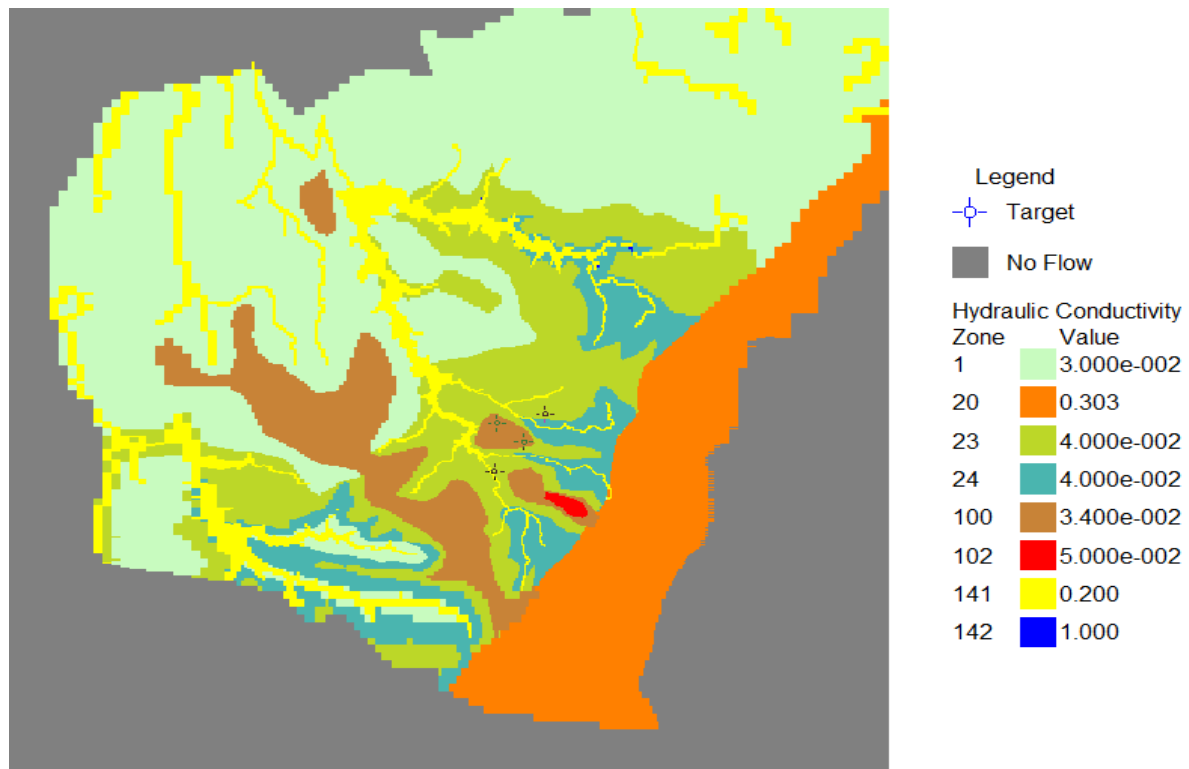 Legend
Target
No Flow
Hydraulic Conductivity
Zone Value
1 3.000e-002
20 0.303
23 4.000e-002
24 4.000e-002
100 3.400e-002
102 5.000e-002
141 0.200
142 1.000